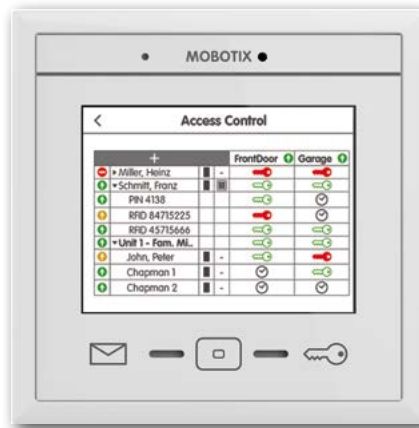 MOBOTIX
< Access Control
+ FrontDoor Garage
Miller, Heinz -
Schmitt, Franz
PIN 4138
RFID 84715225
RFID 45715666
Unit 1 - Fam. Mi..
John, Peter -
Chapman 1 -
Chapman 2 -